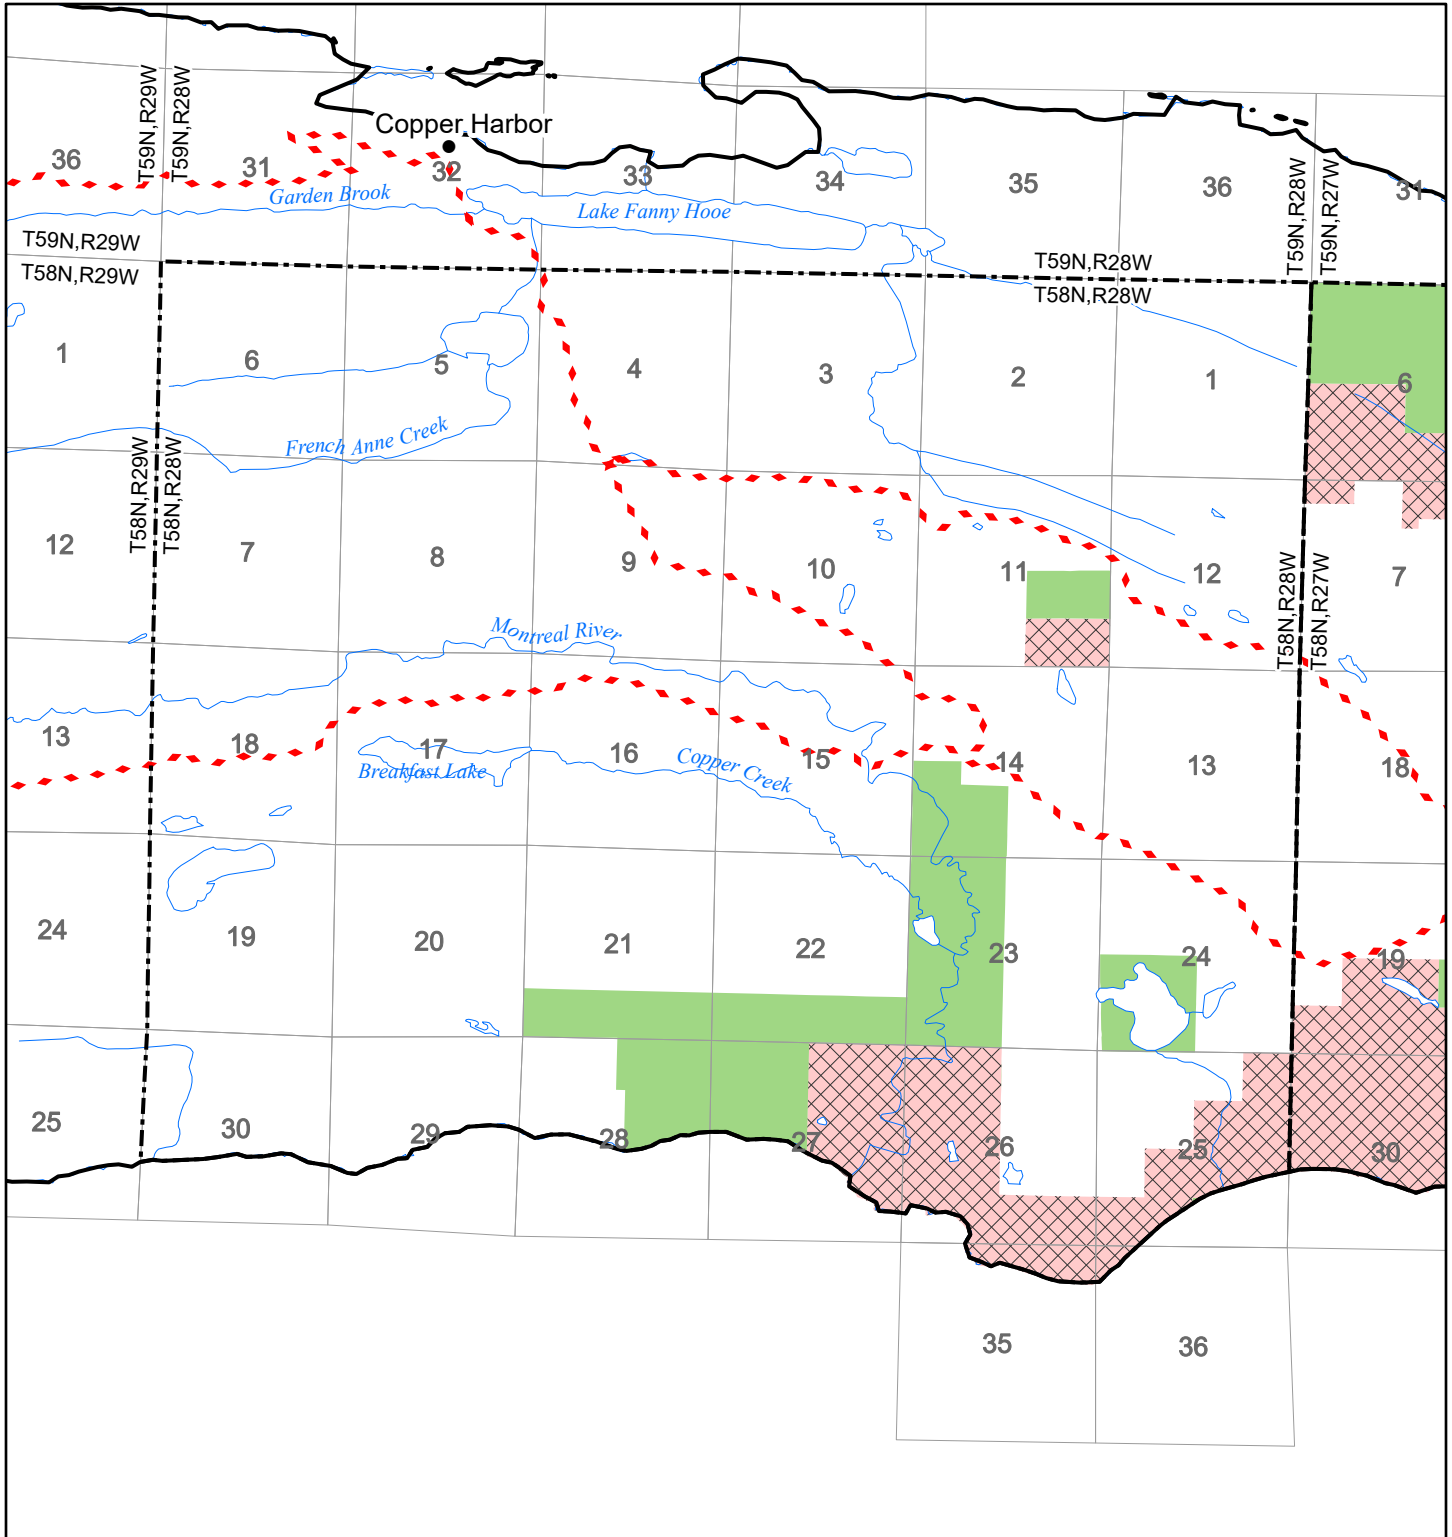 T59N,R29W
T59N,R28W
Copper Harbor
36
31
32
33
34
35
36
31
Garden Brook
Lake Fanny Hooe
T59N,R28W
T59N,R27W
T59N,R29W
T58N,R29W
T59N,R28W
T58N,R28W
1
6
5
4
3
2
1
6
French Anne Creek
T58N,R29W
T58N,R28W
12
7
8
9
10
11
12
7
T58N,R28W
T58N,R27W
Montreal River
13
18
17
16
15
14
13
18
Breakfast Lake
Copper Creek
24
19
20
21
22
23
24
19
25
30
29
28
27
26
25
30
35
36